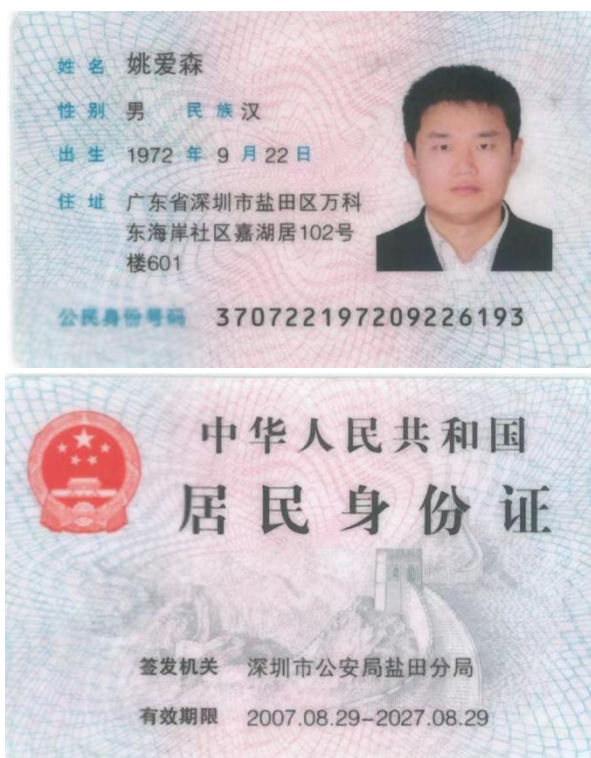 姓名 姚爱森
性别 男 民族 汉
出生 1972 年 9 月 22 日
住址 广东省深圳市盐田区万科
东海岸社区嘉湖居102号
楼601
公民身份号码 370722197209226193
中华人民共和国
居民身份证
签发机关 深圳市公安局盐田分局
有效期限 2007.08.29-2027.08.29